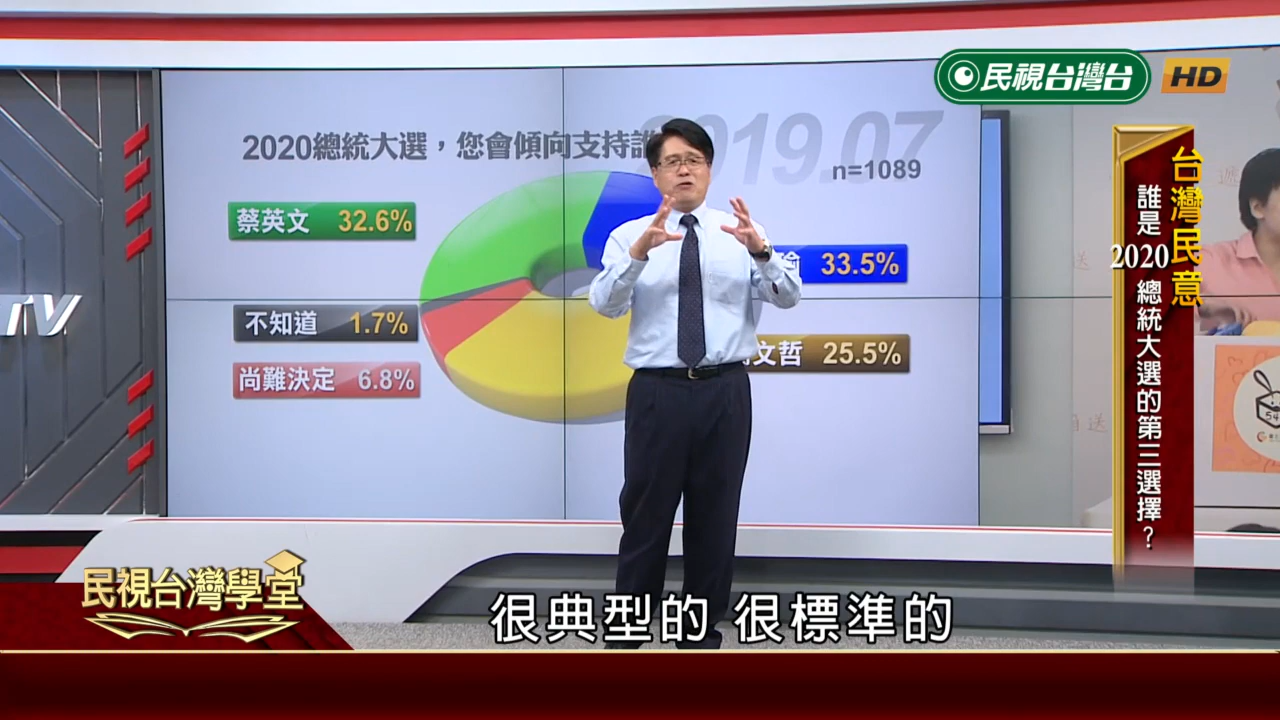 民視台灣台
HD
2019.07
2020總統大選，您會傾向支持誰
n=1089
蔡英文 32.6%
33.5%
不知道 1.7%
文哲 25.5%
尚難決定 6.8%
TV
台灣民意
誰是2020總統大選的第三選擇？
民視台灣學堂
很典型的 很標準的